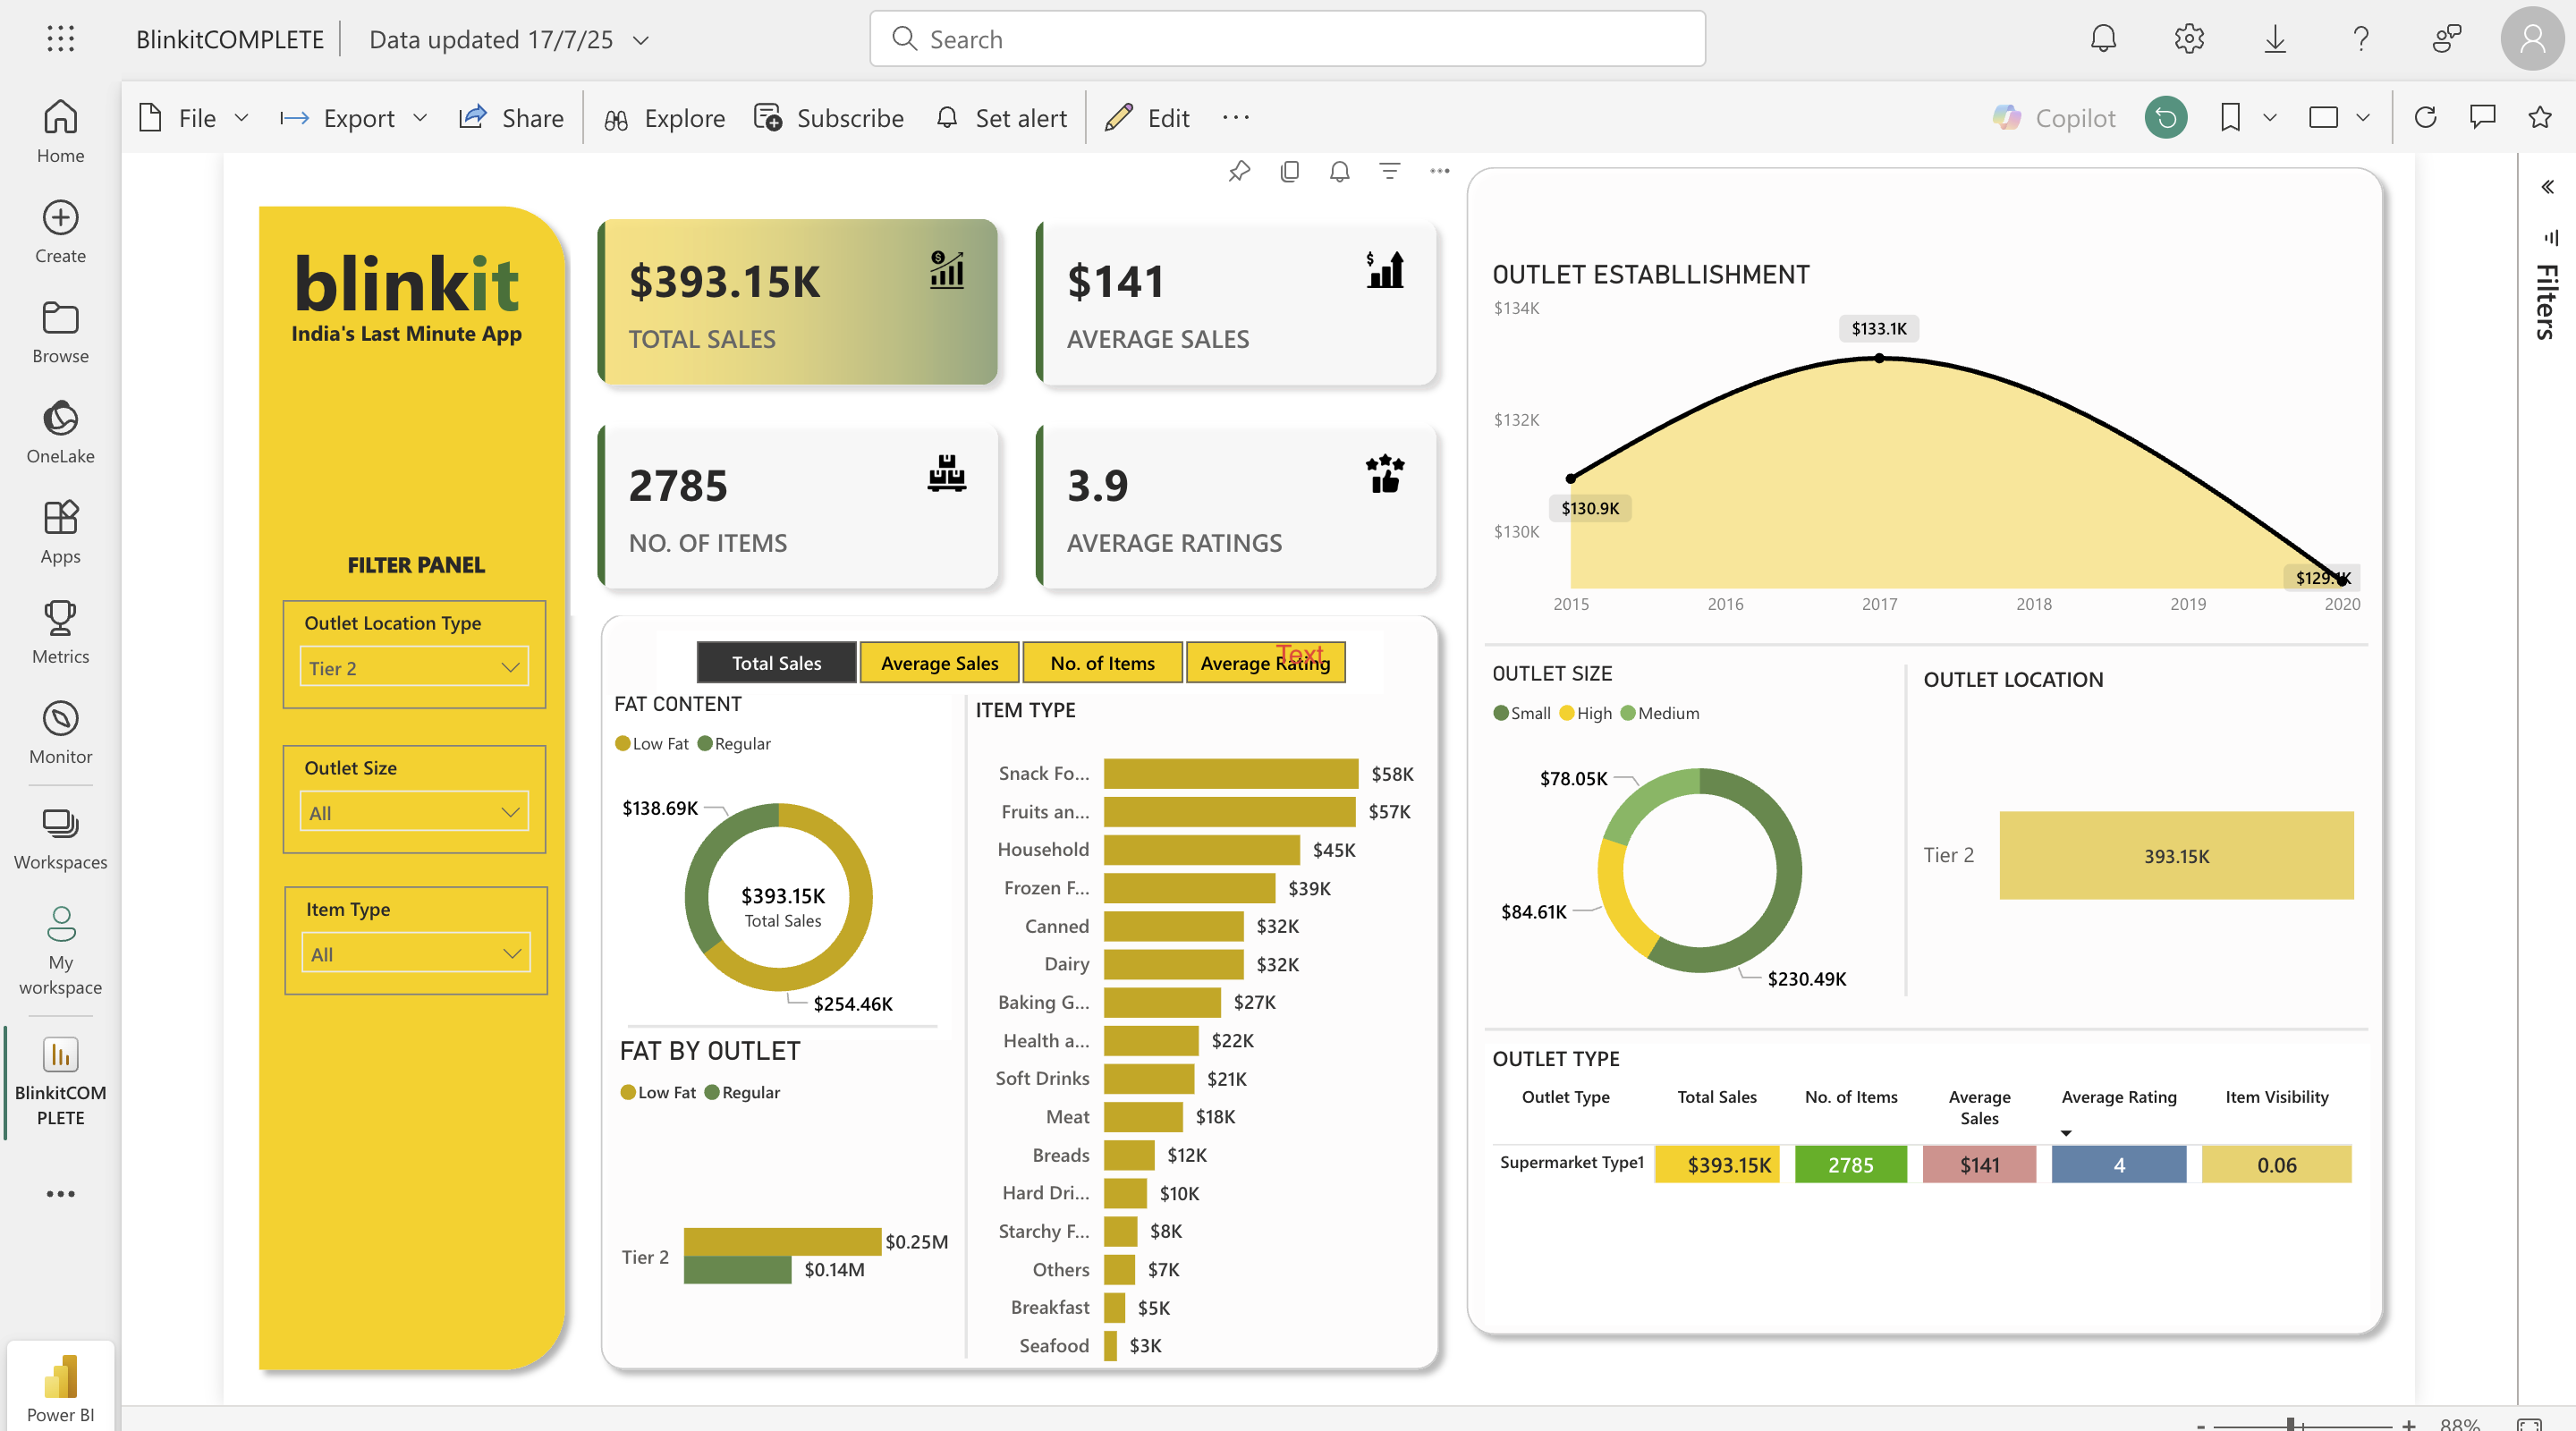 BlinkitCOMPLETE
Data updated 17/7/25
Search
File
Export
Share
Explore
Subscribe
Set alert
Edit
Copilot
Home
Create
Browse
OneLake
Apps
Metrics
Monitor
Workspaces
My
workspace
BlinkitCOM
PLETE
Power BI
blinkit
India's Last Minute App
FILTER PANEL
Outlet Location Type
Tier 2
Outlet Size
All
Item Type
All
$393.15K
TOTAL SALES
$141
AVERAGE SALES
2785
NO. OF ITEMS
3.9
AVERAGE RATINGS
Total Sales
Average Sales
No. of Items
Average Rating
Text
FAT CONTENT
Low Fat
Regular
$138.69K
$393.15K
Total Sales
$254.46K
FAT BY OUTLET
Low Fat
Regular
Tier 2
$0.25M
$0.14M
ITEM TYPE
Snack Fo... $58K
Fruits an... $57K
Household $45K
Frozen F... $39K
Canned $32K
Dairy $32K
Baking G... $27K
Health a... $22K
Soft Drinks $21K
Meat $18K
Breads $12K
Hard Dri... $10K
Starchy F... $8K
Others $7K
Breakfast $5K
Seafood $3K
OUTLET ESTABLLISHMENT
$134K
$132K
$130K
$133.1K
$130.9K
$129.1K
2015 2016 2017 2018 2019 2020
OUTLET SIZE
Small High Medium
$78.05K
$84.61K
$230.49K
OUTLET LOCATION
Tier 2
393.15K
OUTLET TYPE
Outlet Type Total Sales No. of Items Average Sales Average Rating Item Visibility
Supermarket Type1 $393.15K 2785 $141 4 0.06
Filters
- + 88%